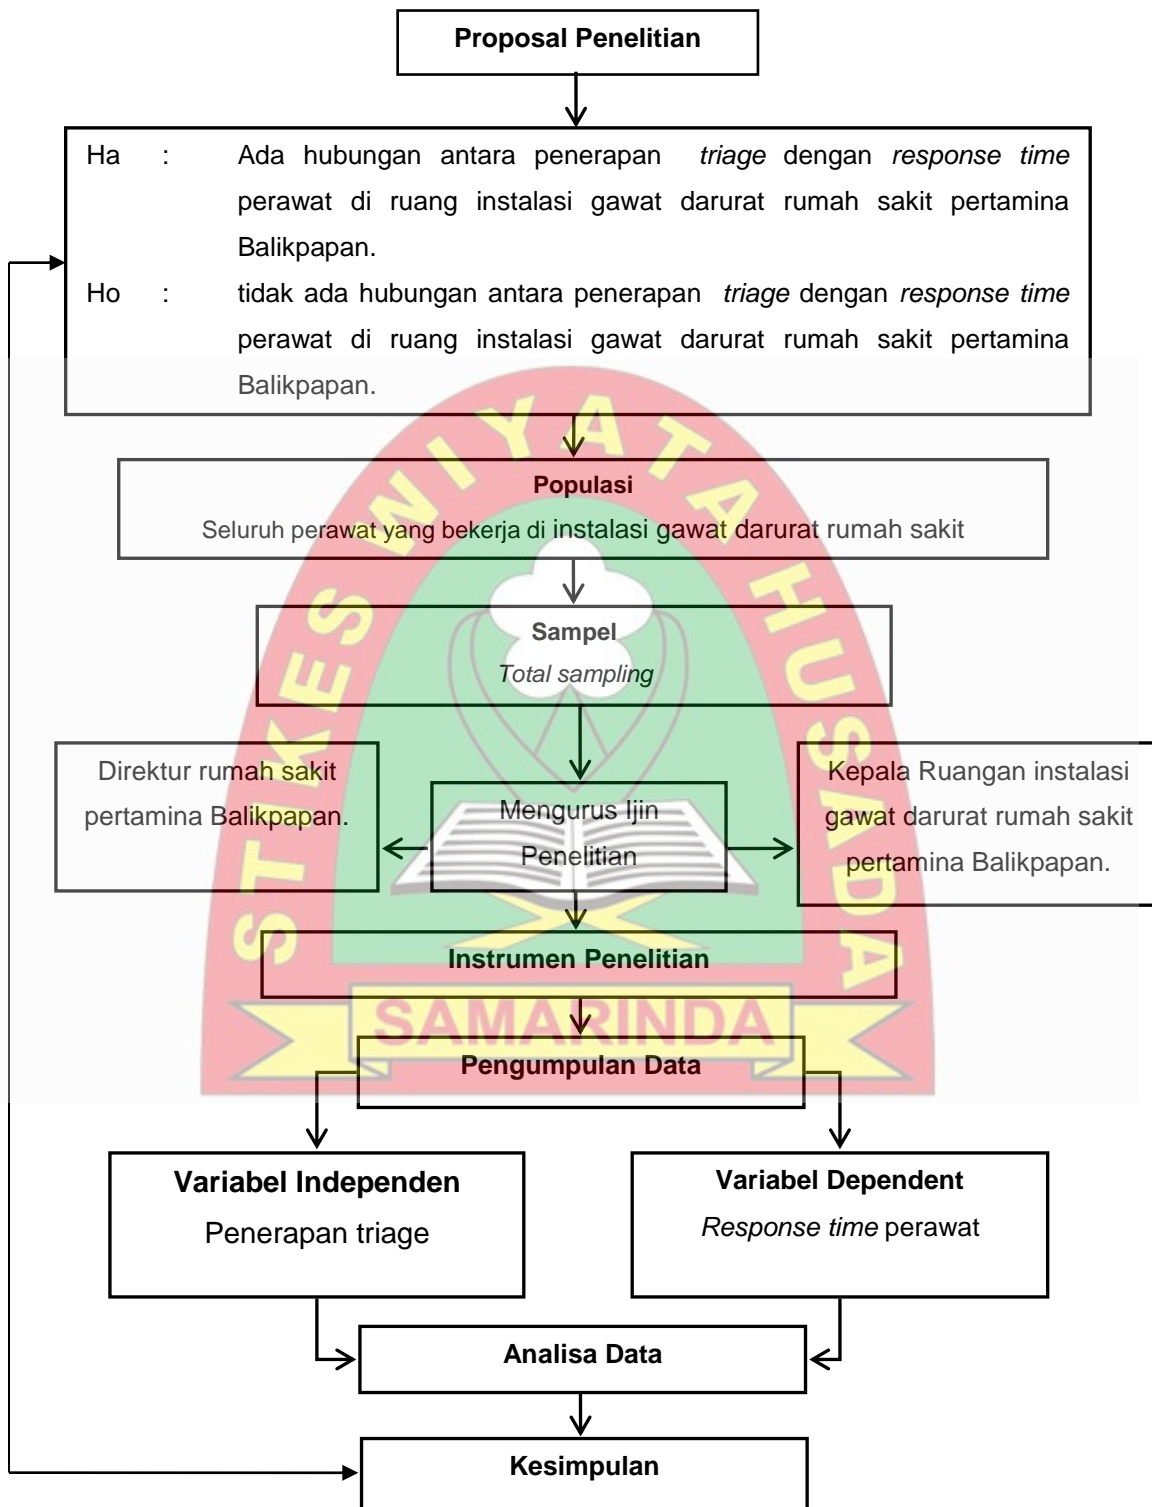 Proposal Penelitian
Ha : Ada hubungan antara penerapan triage dengan response time
perawat di ruang instalasi gawat darurat rumah sakit pertamina
Balikpapan.
Ho : tidak ada hubungan antara penerapan triage dengan response time
perawat di ruang instalasi gawat darurat rumah sakit pertamina
Balikpapan.
Populasi
Seluruh perawat yang bekerja di instalasi gawat darurat rumah sakit
Sampel
Total sampling
Direktur rumah sakit
pertamina Balikpapan.
Mengurus Ijin
Penelitian
Kepala Ruangan instalasi
gawat darurat rumah sakit
pertamina Balikpapan.
Instrumen Penelitian
Pengumpulan Data
Variabel Independen
Penerapan triage
Variabel Dependent
Response time perawat
Analisa Data
Kesimpulan
STIKES WIYATA HUSADA
SAMARINDA